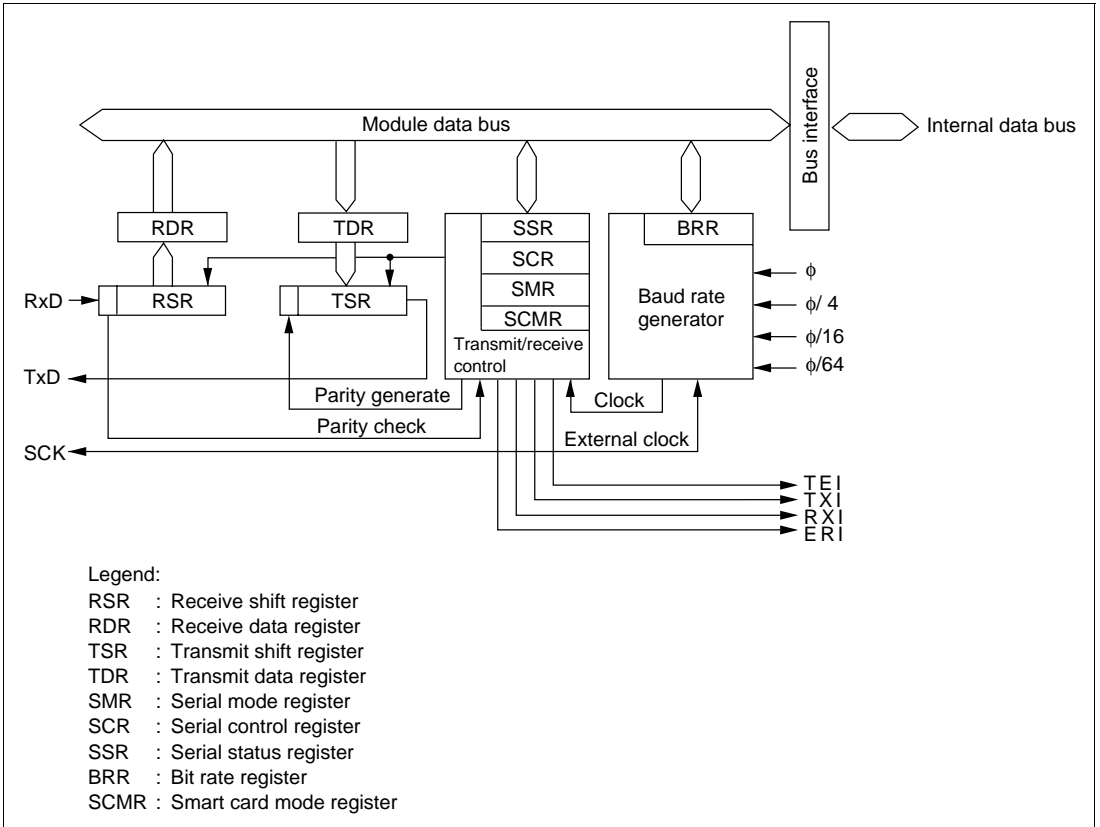 Module data bus
Bus interface
Internal data bus
RDR
TDR
SSR
BRR
SCR
SMR
SCMR
Transmit/receive
control
Baud rate
generator
ϕ
ϕ/ 4
ϕ/16
ϕ/64
RxD
RSR
TSR
TxD
Parity generate
Clock
Parity check
External clock
SCK
TEI
TXI
RXI
ERI
Legend:
RSR : Receive shift register
RDR : Receive data register
TSR : Transmit shift register
TDR : Transmit data register
SMR : Serial mode register
SCR : Serial control register
SSR : Serial status register
BRR : Bit rate register
SCMR : Smart card mode register